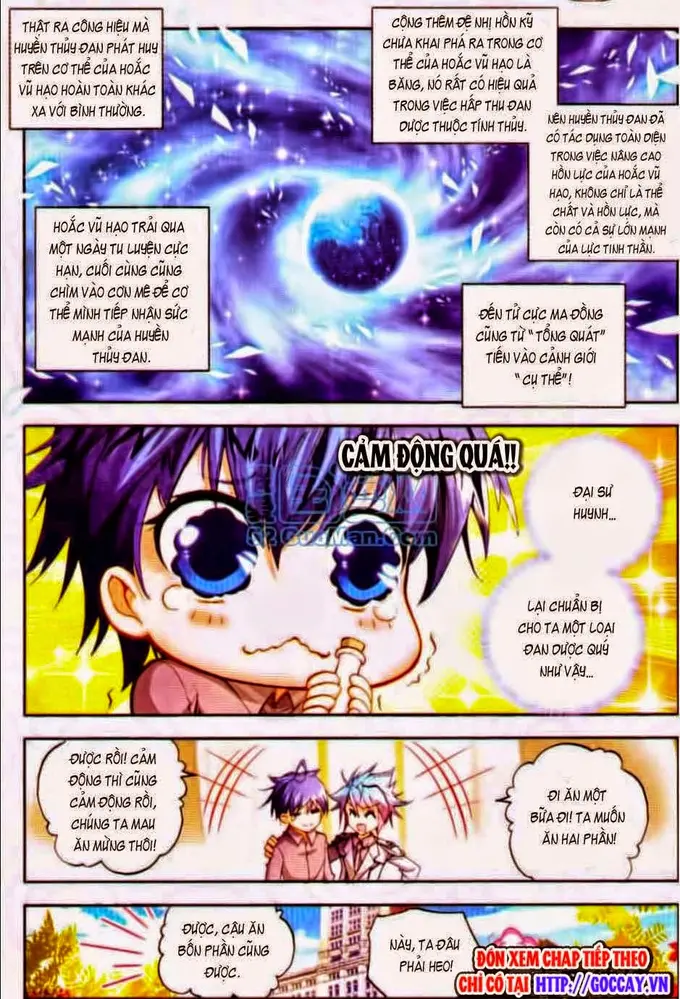 THẬT RA CÔNG HIỆU MÀ
HUYỀN THỦY ĐAN PHÁT HUY
TRÊN CƠ THỂ CỦA HOẮC
VŨ HẠO HOÀN TOÀN KHÁC
XA VỚI BÌNH THƯỜNG.
CỘNG THÊM ĐỆ NHỊ HỒN KỸ
CHƯA KHAI PHÁ RA TRONG CƠ
THỂ CỦA HOẮC VŨ HẠO LÀ
BĂNG, NÓ RẤT CÓ HIỆU QUẢ
TRONG VIỆC HẤP THU ĐAN
DƯỢC THUỘC TÍNH THỦY.
NÊN HUYỀN THỦY ĐAN ĐÃ
CÓ TÁC DỤNG TOÀN DIỆN
TRONG VIỆC NÂNG CAO
HỒN LỰC CỦA HOẮC VŨ
HẠO, KHÔNG CHỈ LÀ THỂ
CHẤT VÀ HỒN LỰC, MÀ
CÒN CÓ CẢ SỰ LỚN MẠNH
CỦA LỰC TINH THẦN.
HOẮC VŨ HẠO TRẢI QUA
MỘT NGÀY TU LUYỆN CỰC
HẠN, CUỐI CÙNG CŨNG
CHÌM VÀO CƠN MÊ ĐỂ CƠ
THỂ MÌNH TIẾP NHẬN SỨC
MẠNH CỦA HUYỀN
THỦY ĐAN.
ĐẾN TỬ CỰC MA ĐỒNG
CŨNG TỪ "TỔNG QUÁT"
TIẾN VÀO CẢNH GIỚI
"CỤ THỂ"!
CẢM ĐỘNG QUÁ!!
ĐẠI SƯ
HUYNH...
LẠI CHUẨN BỊ
CHO TA MỘT LOẠI
ĐAN DƯỢC QUÝ
NHƯ VẬY...
ĐƯỢC RỒI! CẢM
ĐỘNG THÌ CŨNG
CẢM ĐỘNG RỒI,
CHÚNG TA MAU
ĂN MỪNG THÔI!
ĐI ĂN MỘT
BỮA ĐI! TA MUỐN
ĂN HAI PHẦN!
ĐƯỢC, CẬU ĂN
BỐN PHẦN CŨNG
ĐƯỢC.
NÀY, TA ĐÂU
PHẢI HEO!
ĐÓN XEM CHAP TIẾP THEO
CHỈ CÓ TẠI HTTP://GOCCAY.VN